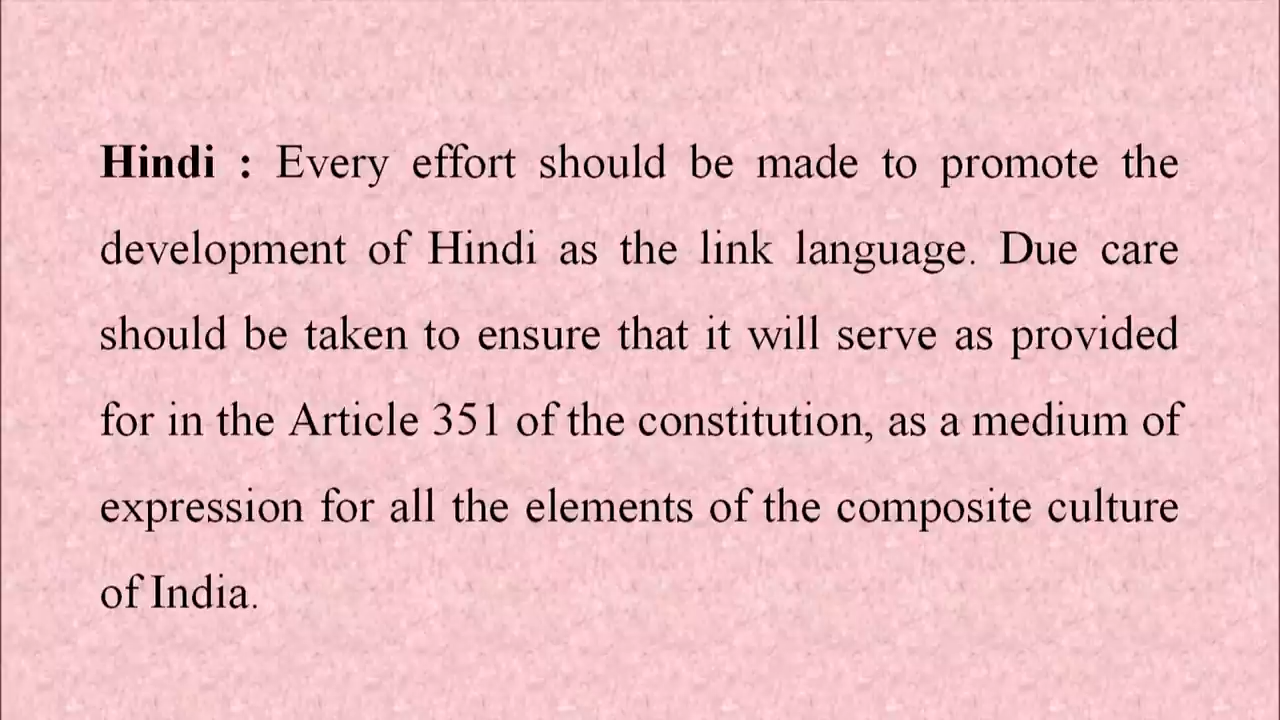 Hindi : Every effort should be made to promote the
development of Hindi as the link language. Due care
should be taken to ensure that it will serve as provided
for in the Article 351 of the constitution, as a medium of
expression for all the elements of the composite culture
of India.